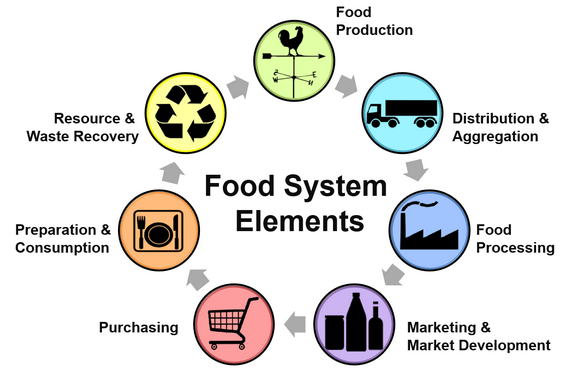 Food
Production
Distribution &
Aggregation
Food
Processing
Marketing &
Market Development
Purchasing
Preparation &
Consumption
Resource &
Waste Recovery
Food System
Elements